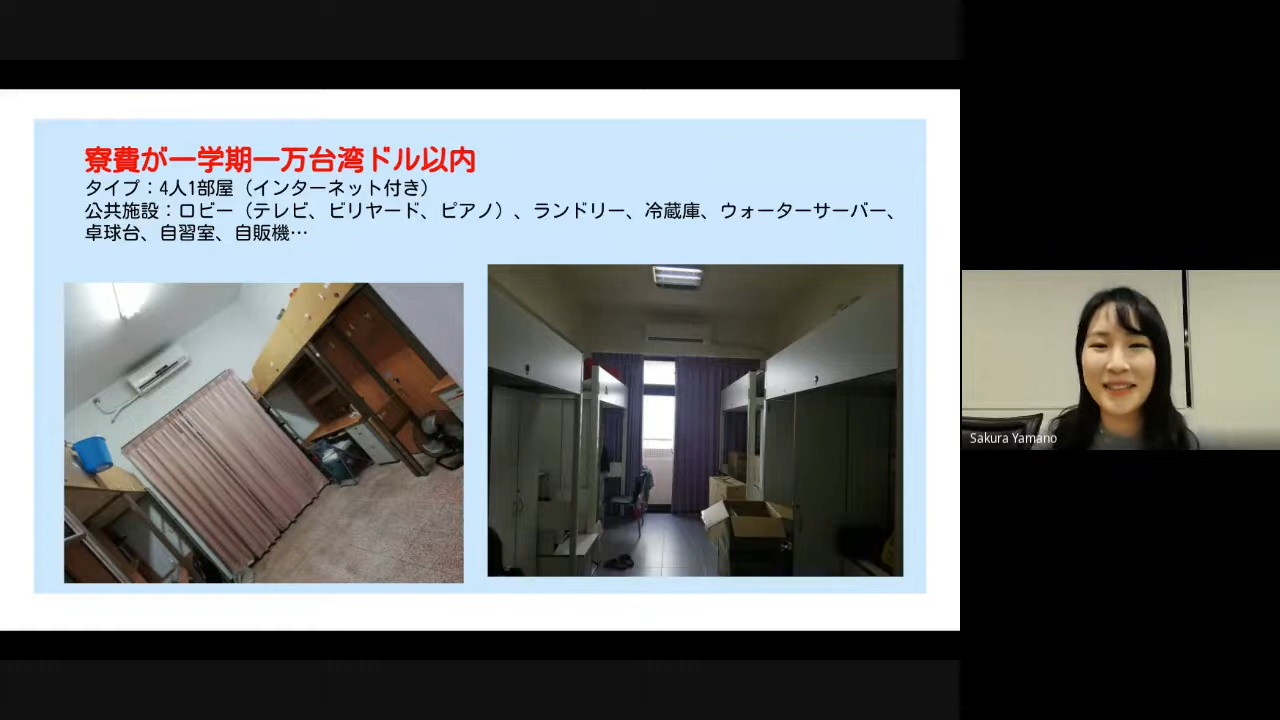 寮費が一学期一万台湾ドル以内
タイプ：4人1部屋（インターネット付き）
公共施設：ロビー（テレビ、ビリヤード、ピアノ）、ランドリー、冷蔵庫、ウォーターサーバー、
卓球台、自習室、自販機…
Sakura Yamano